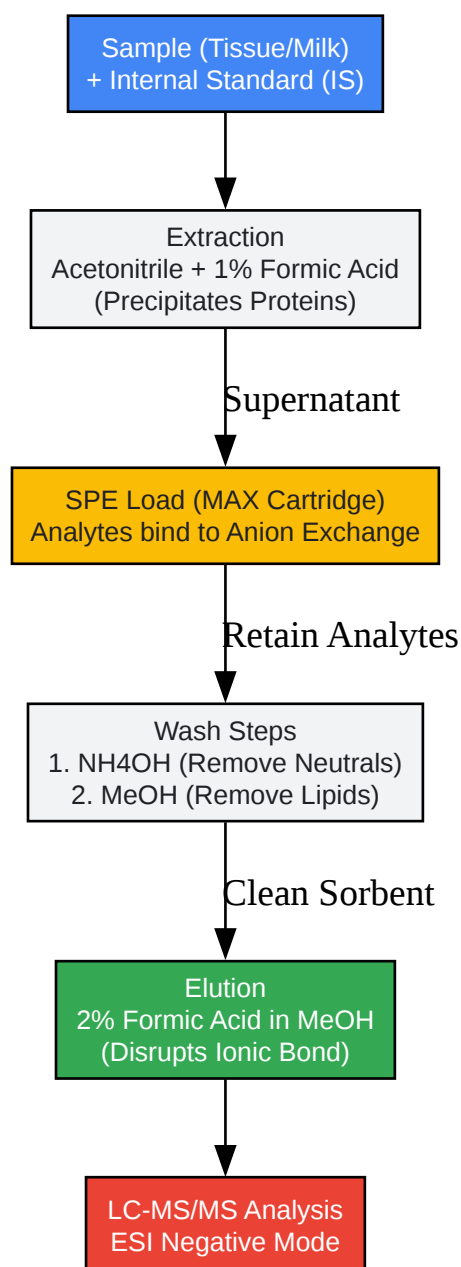 Sample (Tissue/Milk)
+ Internal Standard (IS)
Extraction
Acetonitrile + 1% Formic Acid
(Precipitates Proteins)
Supernatant
SPE Load (MAX Cartridge)
Analytes bind to Anion Exchange
Retain Analytes
Wash Steps
1. NH4OH (Remove Neutrals)
2. MeOH (Remove Lipids)
Clean Sorbent
Elution
2% Formic Acid in MeOH
(Disrupts Ionic Bond)
LC-MS/MS Analysis
ESI Negative Mode